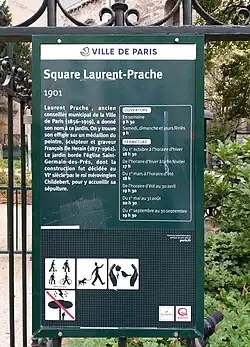 VILLE DE PARIS
Square Laurent-Prache
1901
Laurent Prache, ancien
conseiller municipal de la Ville
de Paris (1856-1919), a donné
son nom à ce jardin. On y trouve
son effigie sur un médaillon du
peintre, sculpteur et graveur
François De Herain (1877-1962).
Le jardin borde l'église Saint-
Germain-des-Prés, dont la
construction fut décidée au
VIe siècle par le roi mérovingien
Childebert, pour y accueillir sa
sépulture.
OUVERTURE
En semaine
Samedi, dimanche et jours fériés
9 h
FERMETURE
Du 1er octobre à l'horaire d'hiver
18 h
De l'horaire d'hiver à la fin février
17 h
Du 1er mars à l'horaire d'été
18 h
De l'horaire d'été au 30 avril
19 h 30
Du 1er mai au 31 août
20 h 30
Du 1er septembre au 30 septembre
19 h 30